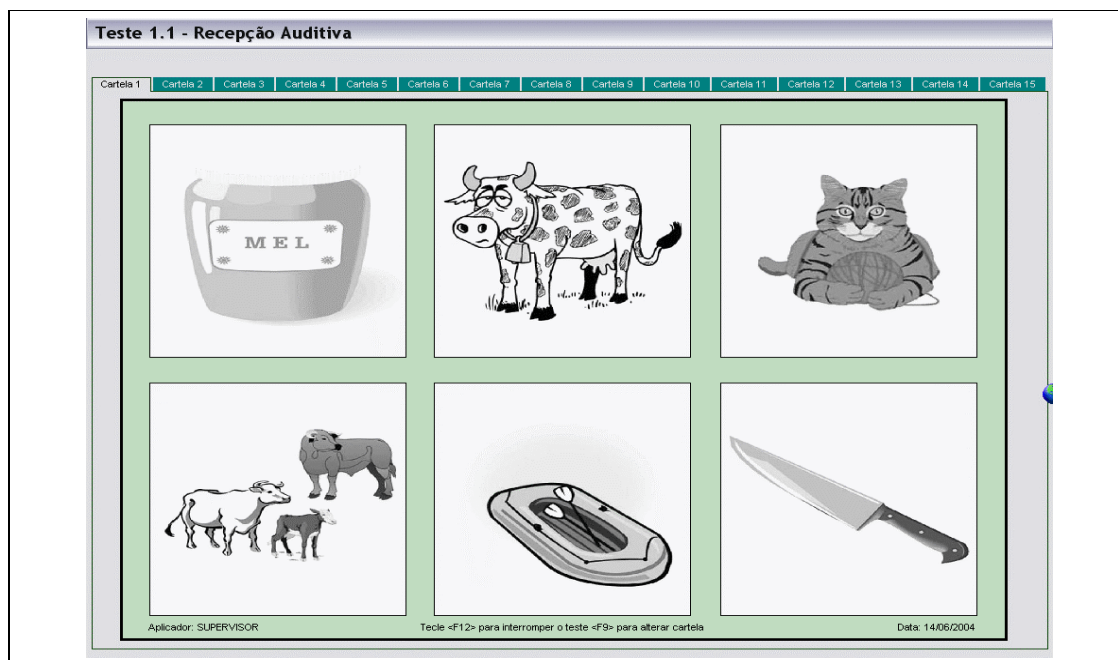 Teste 1.1 - Recepção Auditiva
Cartela 1 Cartela 2 Cartela 3 Cartela 4 Cartela 5 Cartela 6 Cartela 7 Cartela 8 Cartela 9 Cartela 10 Cartela 11 Cartela 12 Cartela 13 Cartela 14 Cartela 15
MEL
Aplicador: SUPERVISOR Tecle <F12> para interromper o teste <F9> para alterar cartela Data: 14/06/2004